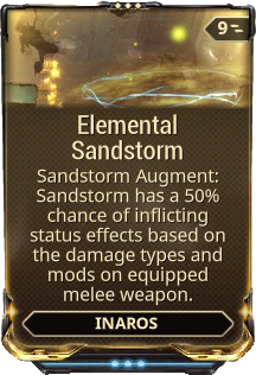 9
Elemental
Sandstorm
Sandstorm Augment:
Sandstorm has a 50%
chance of inflicting
status effects based on
the damage types and
mods on equipped
melee weapon.
INAROS